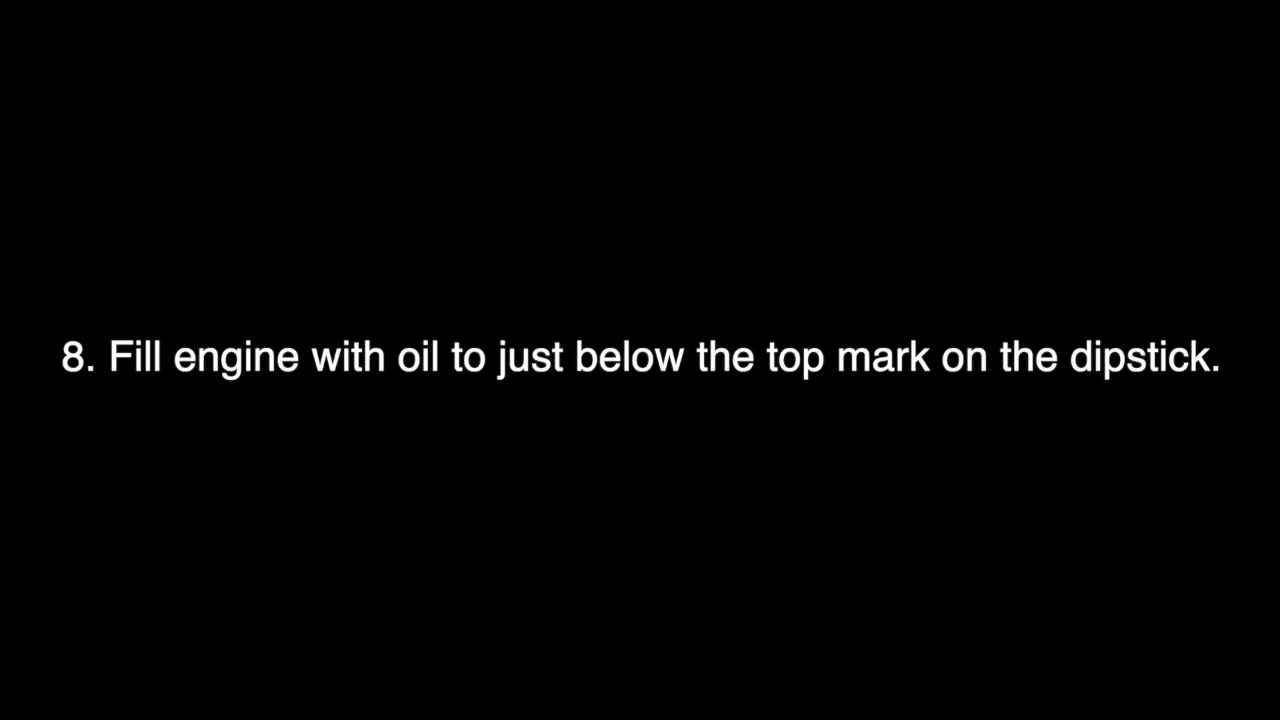 8. Fill engine with oil to just below the top mark on the dipstick.